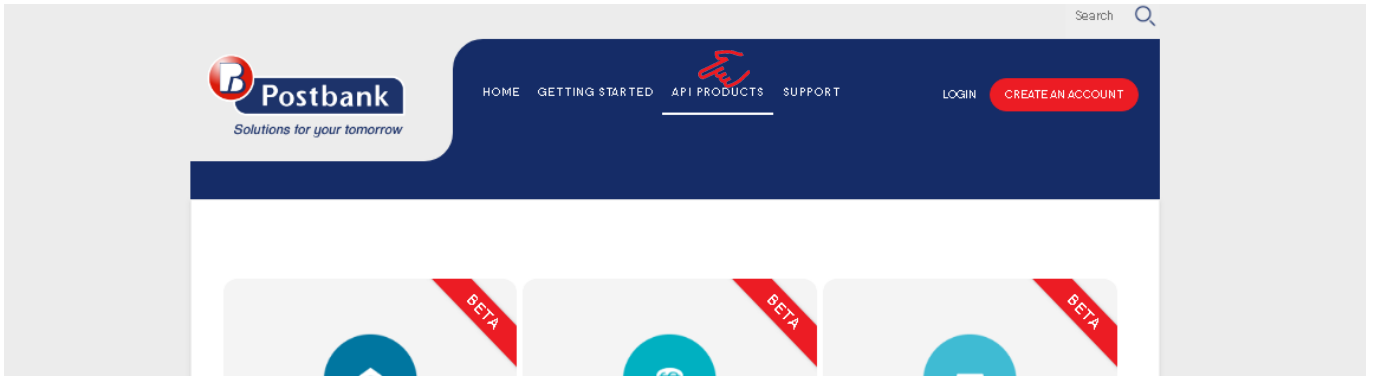 Search
Postbank
Solutions for your tomorrow
HOME GETTING STARTED API PRODUCTS SUPPORT LOGIN CREATE AN ACCOUNT
BETA BETA BETA